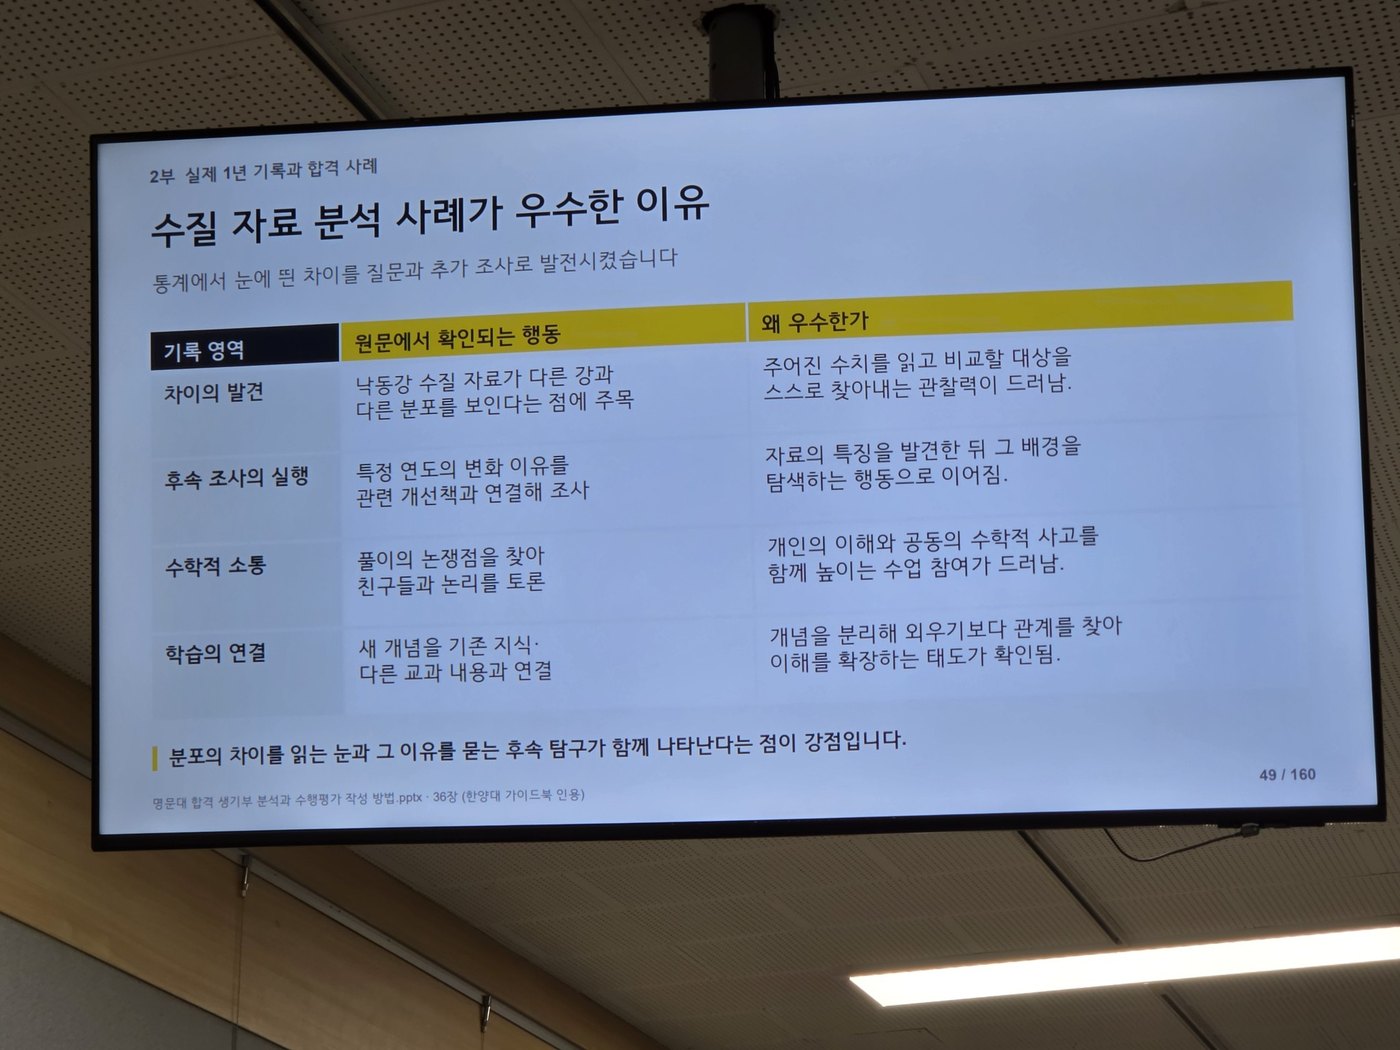 2부 실제 1년 기록과 합격 사례
수질 자료 분석 사례가 우수한 이유
통계에서 눈에 띈 차이를 질문과 추가 조사로 발전시켰습니다
기록 영역
원문에서 확인되는 행동
왜 우수한가
차이의 발견
낙동강 수질 자료가 다른 강과
다른 분포를 보인다는 점에 주목
주어진 수치를 읽고 비교할 대상을
스스로 찾아내는 관찰력이 드러남.
후속 조사의 실행
특정 연도의 변화 이유를
관련 개선책과 연결해 조사
자료의 특징을 발견한 뒤 그 배경을
탐색하는 행동으로 이어짐.
수학적 소통
풀이의 논쟁점을 찾아
친구들과 논리를 토론
개인의 이해와 공동의 수학적 사고를
함께 높이는 수업 참여가 드러남.
학습의 연결
새 개념을 기존 지식·
다른 교과 내용과 연결
개념을 분리해 외우기보다 관계를 찾아
이해를 확장하는 태도가 확인됨.
분포의 차이를 읽는 눈과 그 이유를 묻는 후속 탐구가 함께 나타난다는 점이 강점입니다.
명문대 합격 생기부 분석과 수행평가 작성 방법.pptx · 36장 (한양대 가이드북 인용)
49 / 160